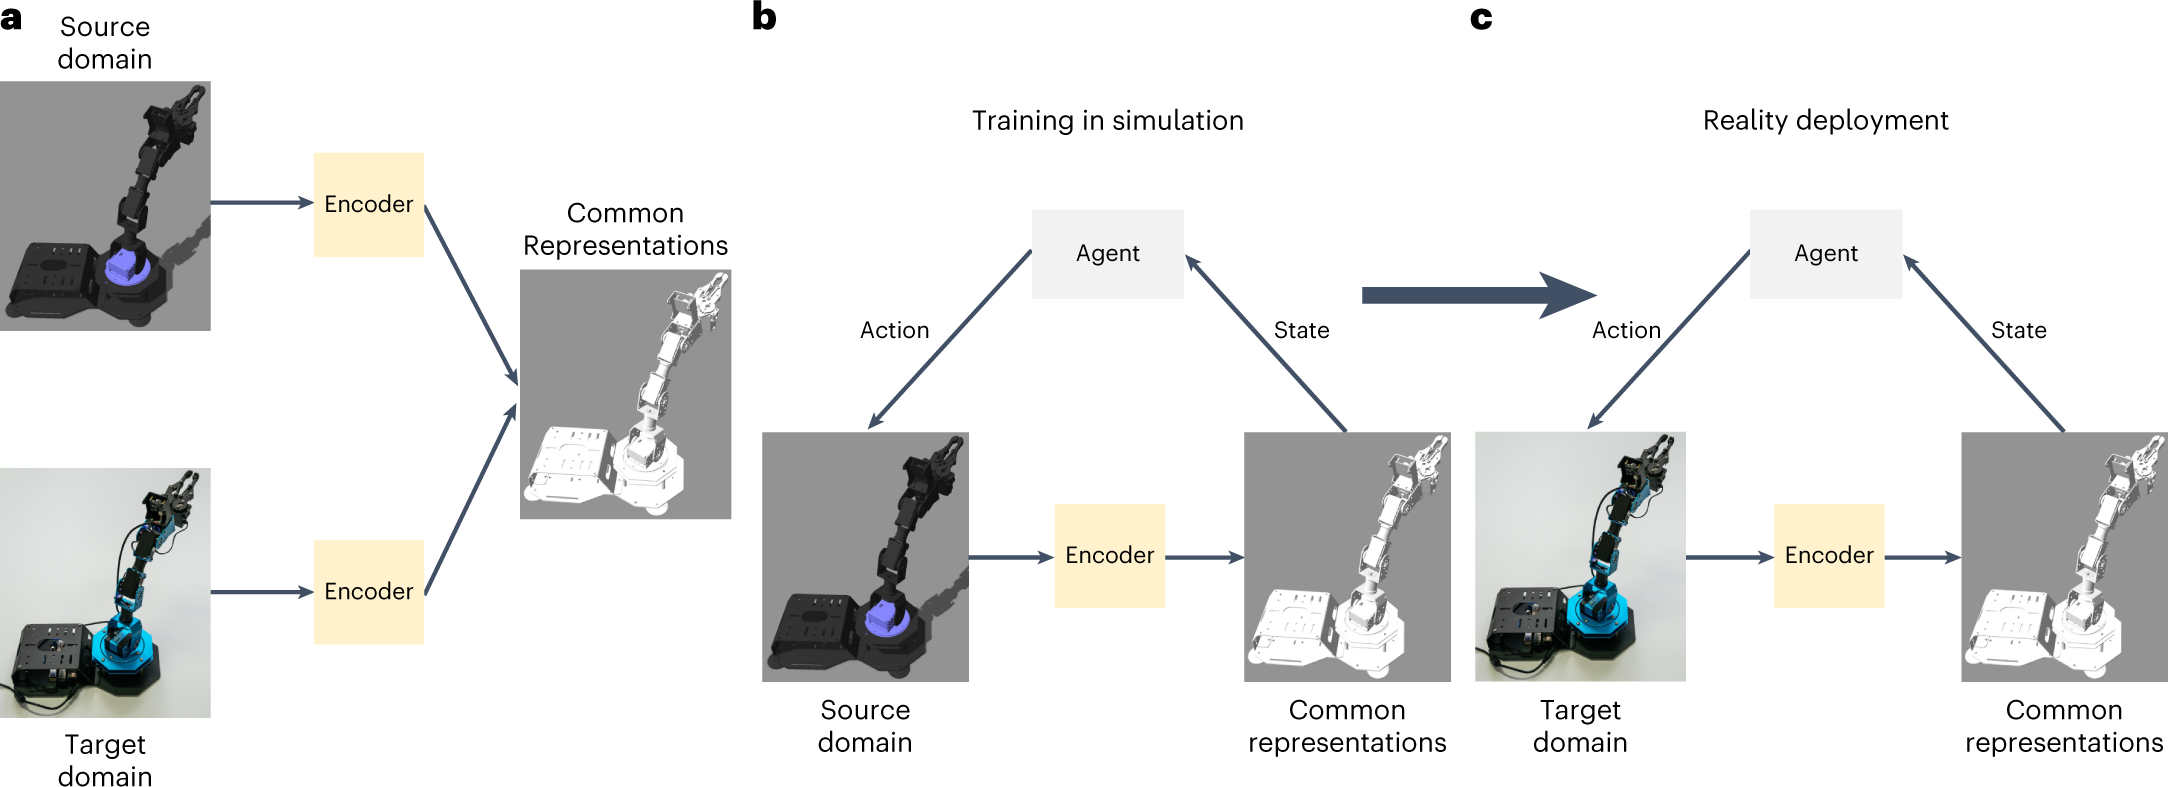 a
Source
domain
Encoder
Common
Representations
Encoder
Target
domain
b
Training in simulation
Agent
Action
State
Encoder
Source
domain
Common
representations
c
Reality deployment
Agent
Action
State
Encoder
Target
domain
Common
representations